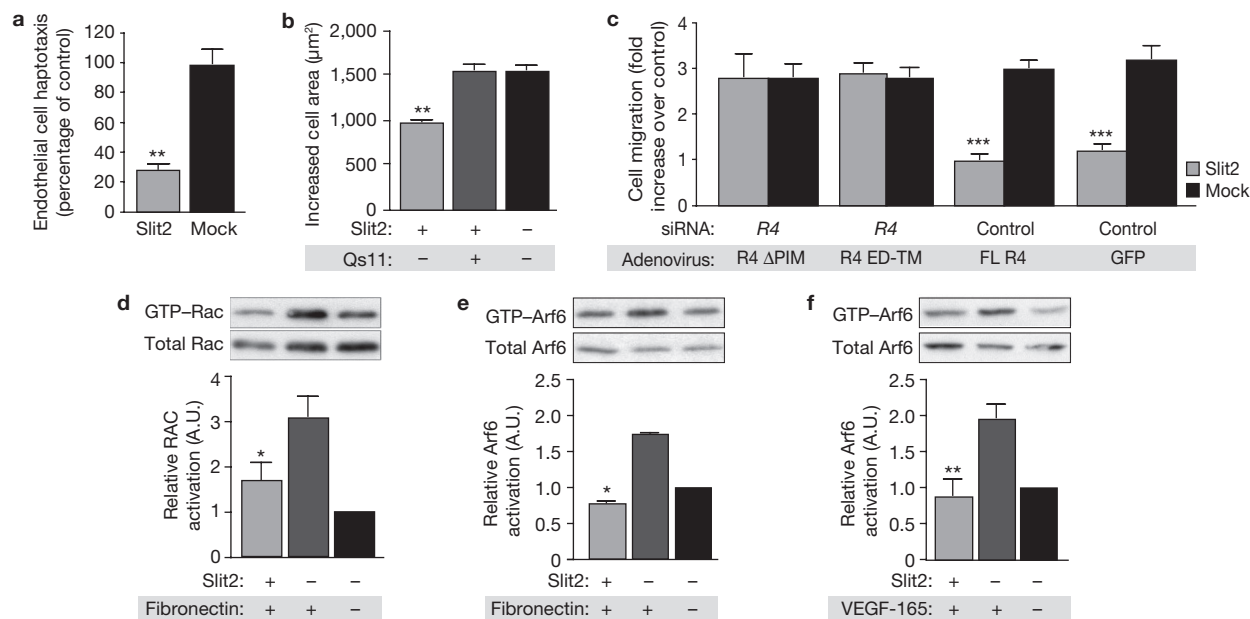 a
Endothelial cell haptotaxis
(percentage of control)
120
100
80
60
40
20
0
**
Slit2 Mock
b
Increased cell area (µm²)
2,000
1,500
1,000
500
0
**
Slit2: + + –
Qs11: – + –
c
Cell migration (fold
increase over control)
4
3
2
1
0
***
***
Slit2
Mock
siRNA: R4 R4 Control Control
Adenovirus: R4 ΔPIM R4 ED-TM FL R4 GFP
d
GTP–Rac
Total Rac
Relative RAC
activation (A.U.)
4
3
2
1
0
*
Slit2: + – –
Fibronectin: + + –
e
GTP–Arf6
Total Arf6
Relative Arf6
activation (A.U.)
2.5
2.0
1.5
1.0
0.5
0
*
Slit2: + – –
Fibronectin: + + –
f
GTP–Arf6
Total Arf6
Relative Arf6
activation (A.U.)
2.5
2.0
1.5
1.0
0.5
0
**
Slit2: + – –
VEGF-165: + + –